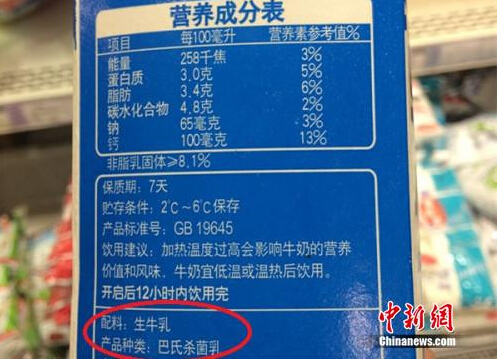 营养成分表
项目 每100毫升 营养素参考值%
能量 258千焦 3%
蛋白质 3.0克 5%
脂肪 3.4克 6%
碳水化合物 4.8克 2%
钠 65毫克 3%
钙 100毫克 13%
非脂乳固体≥8.1%
保质期：7天
贮存条件：2℃～6℃保存
产品标准号：GB 19645
饮用建议：加热温度过高会影响牛奶的营养
价值和风味，牛奶宜低温或温热后饮用。
开启后12小时内饮用完
配料：生牛乳
产品种类：巴氏杀菌乳
中新网